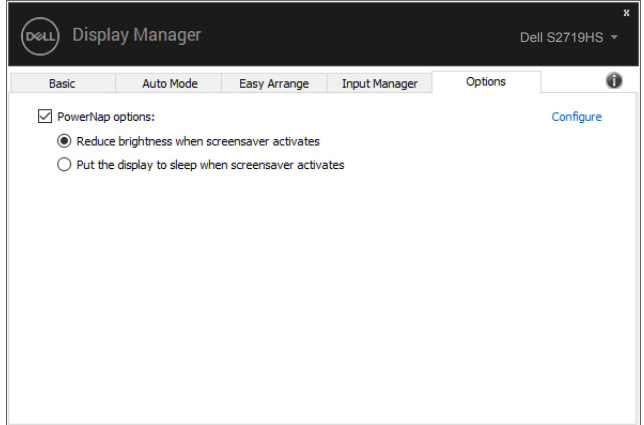 x
DELL Display Manager Dell S2719HS
Basic Auto Mode Easy Arrange Input Manager Options
PowerNap options: Configure
Reduce brightness when screensaver activates
Put the display to sleep when screensaver activates